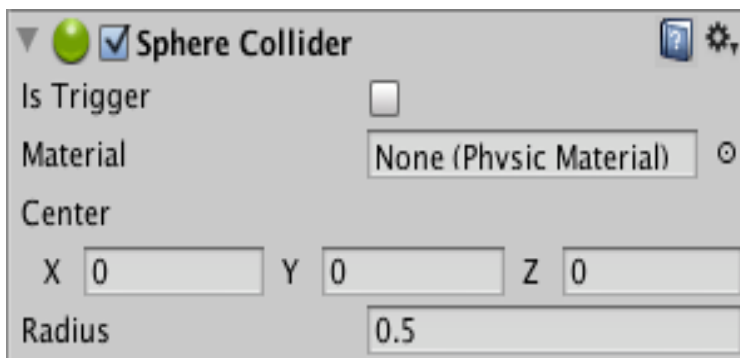 Sphere Collider
Is Trigger
Material None (Physic Material)
Center
X 0 Y 0 Z 0
Radius 0.5